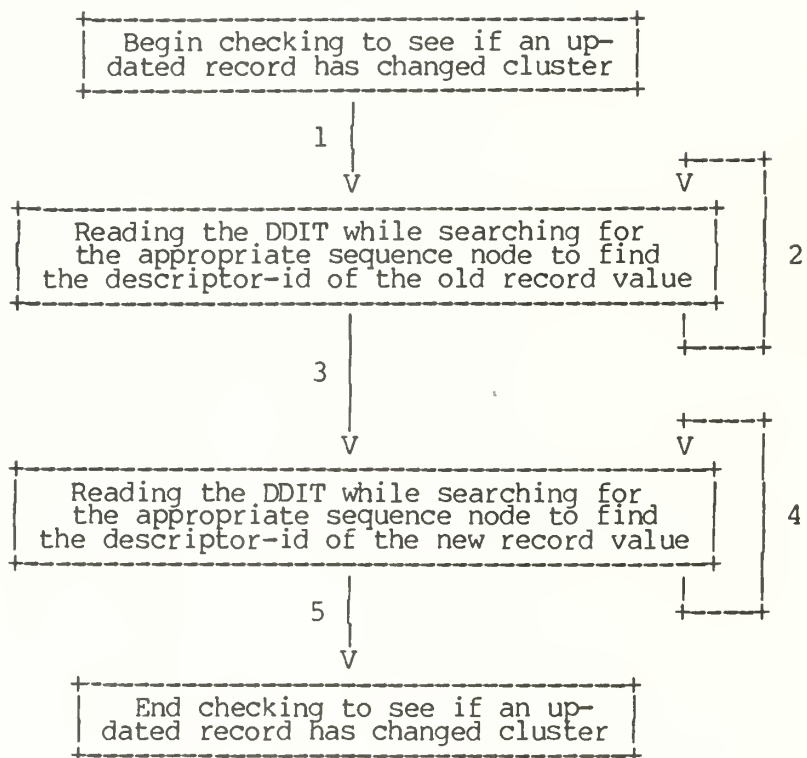 Begin checking to see if an up-
dated record has changed cluster
1
Reading the DDIT while searching for
the appropriate sequence node to find
the descriptor-id of the old record value
2
3
Reading the DDIT while searching for
the appropriate sequence node to find
the descriptor-id of the new record value
4
5
End checking to see if an up-
dated record has changed cluster